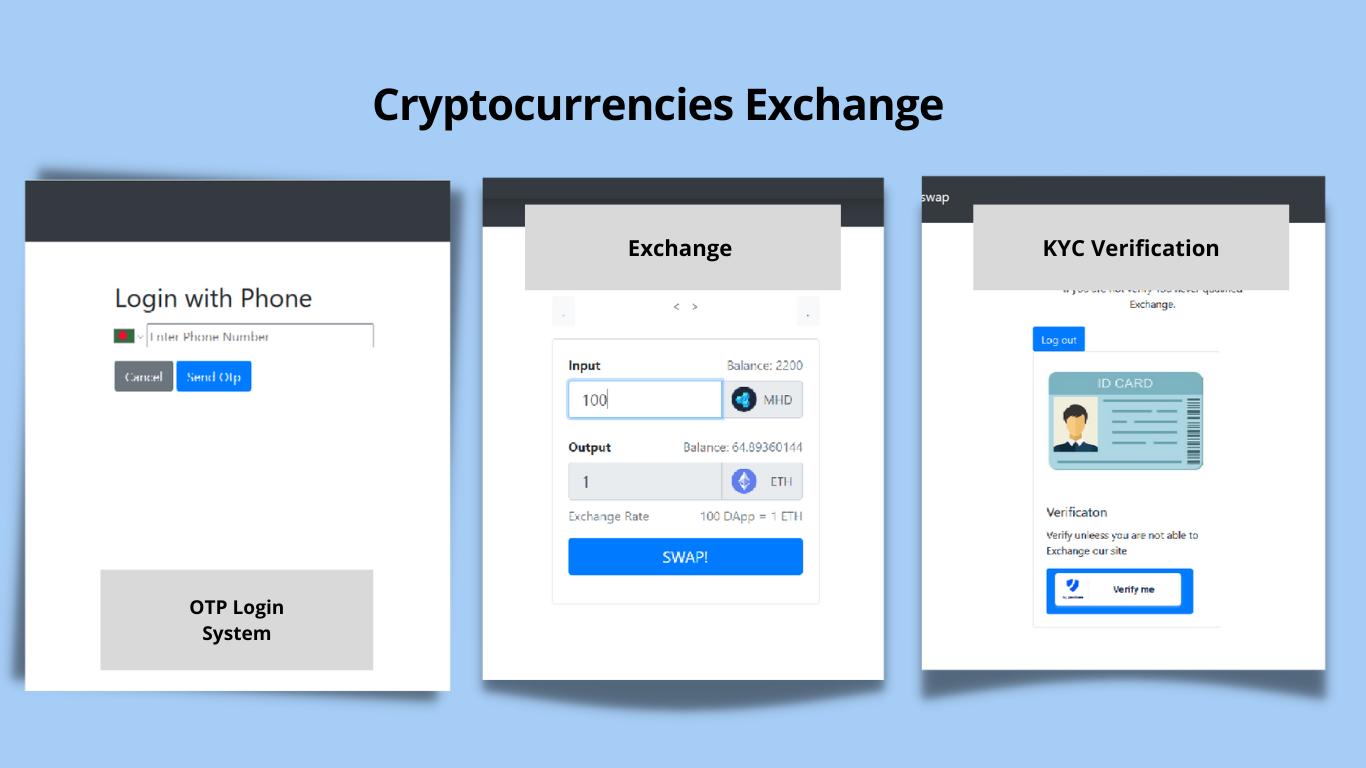 Cryptocurrencies Exchange
Login with Phone
Enter Phone Number
Cancel
Send Otp
OTP Login
System
Exchange
< >
Input
Balance: 2200
100
MHD
Output
Balance: 64.89360144
1
ETH
Exchange Rate
100 DApp = 1 ETH
SWAP!
swap
KYC Verification
Exchange.
Log out
ID CARD
Verificaton
Verify unleess you are not able to
Exchange our site
Verify me